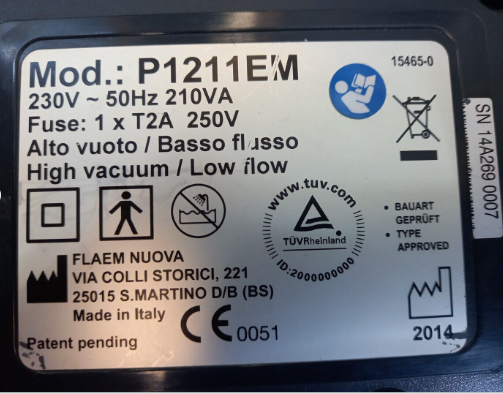 Mod.: P1211EM
15465-0
230V ~ 50Hz 210VA
Fuse: 1 x T2A 250V
Alto vuoto / Basso flusso
High vacuum / Low flow
SN 14A269 0007
www.tuv.com
TÜVRheinland
ID:2000000000
• BAUART
GEPRÜFT
• TYPE
APPROVED
FLAEM NUOVA
VIA COLLI STORICI, 221
25015 S.MARTINO D/B (BS)
Made in Italy
CE 0051
2014
Patent pending